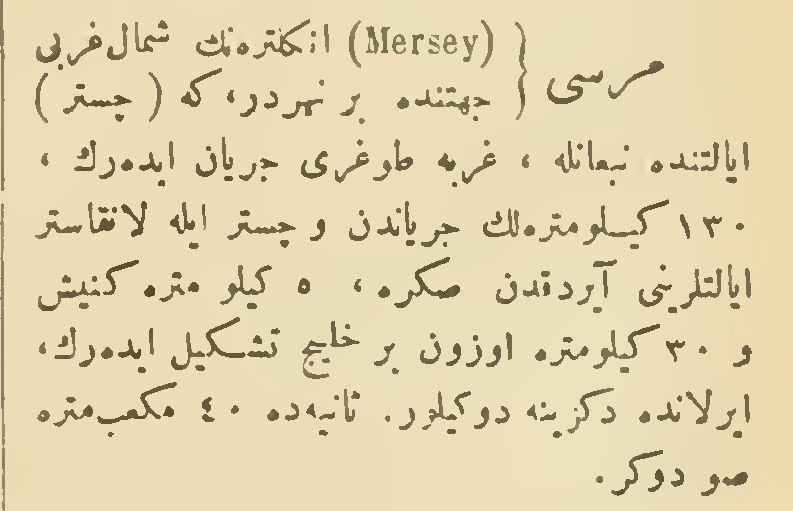 مرسی { (Mersey) انكلتره‌نك شمال غربی
جهتنده بر نهردر، كه ( چستر )
ایالتنده نبعانله ، غربه طوغری جریان ایده‌رك ،
١٣٠ كیلومتره‌لك جریاندن و چستر ایله لانقاستر
ایالتلرینی آیردقدن صكره ، ٥ كیلو متره كنیش
و ٣٠ كیلومتره اوزون بر خلیج تشكیل ایده‌رك،
ایرلانده دكزینه دوكیلور. ثانیه‌ده ٤٠ مكعب‌متره
صو دوكر.